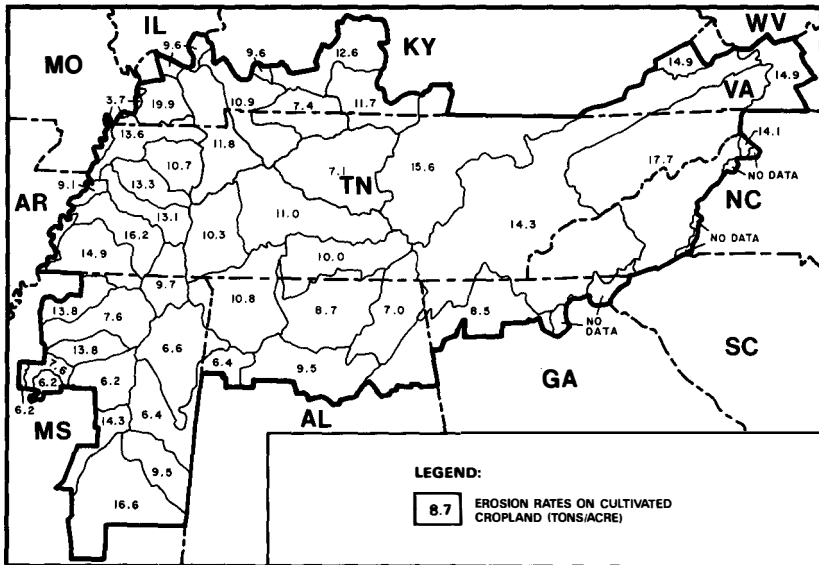 IL
WV
9.6
9.6
12.6
KY
MO
14.9
14.9
VA
3.7
19.9
10.9
7.4
11.7
13.6
11.8
14.1
10.7
7.1
15.6
17.7
NO DATA
9.1
13.3
TN
AR
13.1
11.0
NC
16.2
10.3
14.3
NO DATA
14.9
10.0
9.7
13.8
7.6
10.8
8.7
7.0
8.5
NO
DATA
13.8
6.6
SC
7.6
6.2
6.2
6.4
9.5
GA
6.2
MS
14.3
6.4
AL
9.5
16.6
LEGEND:
8.7
EROSION RATES ON CULTIVATED
CROPLAND (TONS/ACRE)